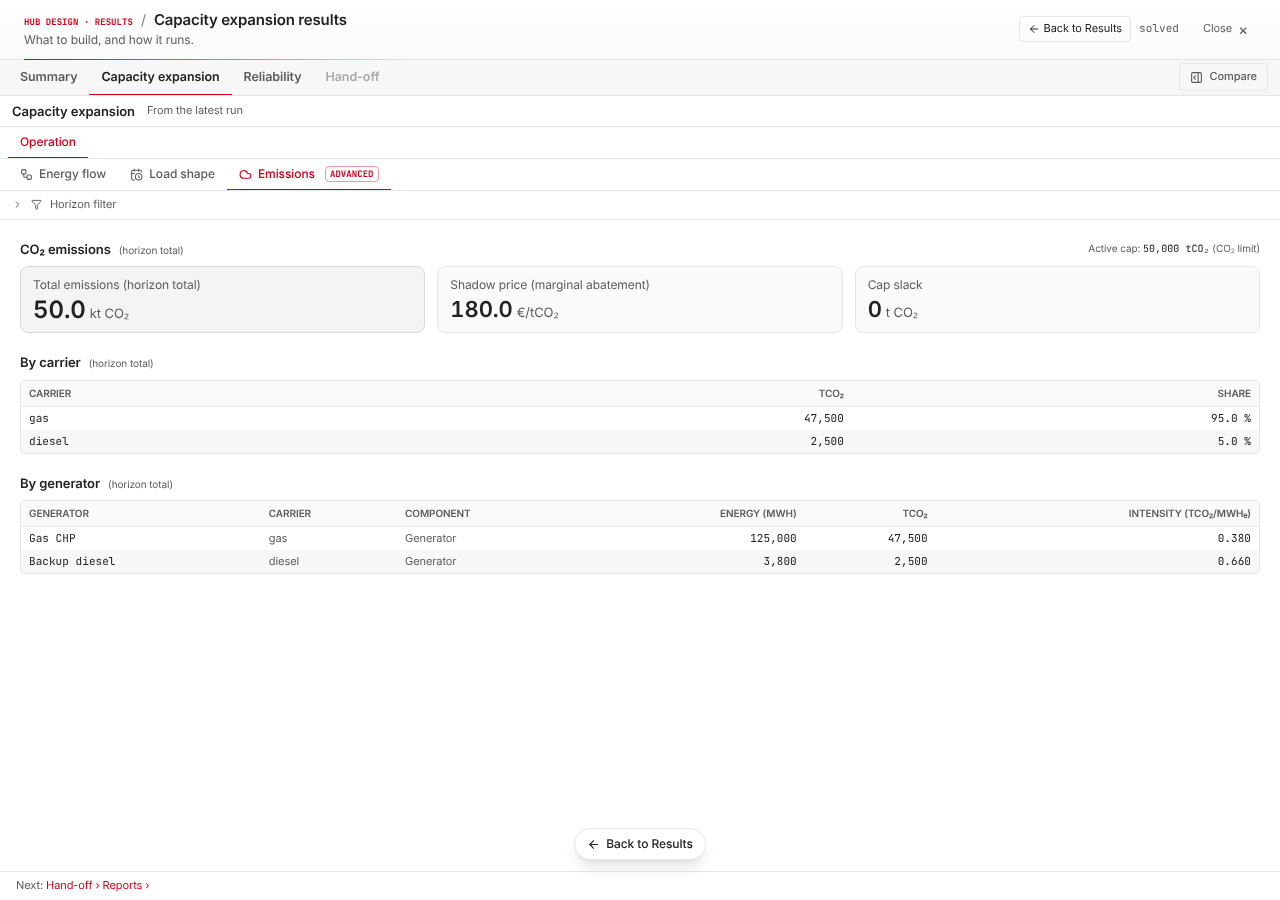 HUB DESIGN · RESULTS / Capacity expansion results
What to build, and how it runs.
← Back to Results solved Close ×
Summary Capacity expansion Reliability Hand-off Compare
Capacity expansion From the latest run
Operation
Energy flow Load shape Emissions ADVANCED
Horizon filter
CO₂ emissions (horizon total) Active cap: 50,000 tCO₂ (CO₂ limit)
Total emissions (horizon total) Shadow price (marginal abatement) Cap slack
50.0 kt CO₂ 180.0 €/tCO₂ 0 t CO₂
By carrier (horizon total)
CARRIER TCO₂ SHARE
gas 47,500 95.0 %
diesel 2,500 5.0 %
By generator (horizon total)
GENERATOR CARRIER COMPONENT ENERGY (MWH) TCO₂ INTENSITY (TCO₂/MWHₑ)
Gas CHP gas Generator 125,000 47,500 0.380
Backup diesel diesel Generator 3,800 2,500 0.660
← Back to Results
Next: Hand-off › Reports ›